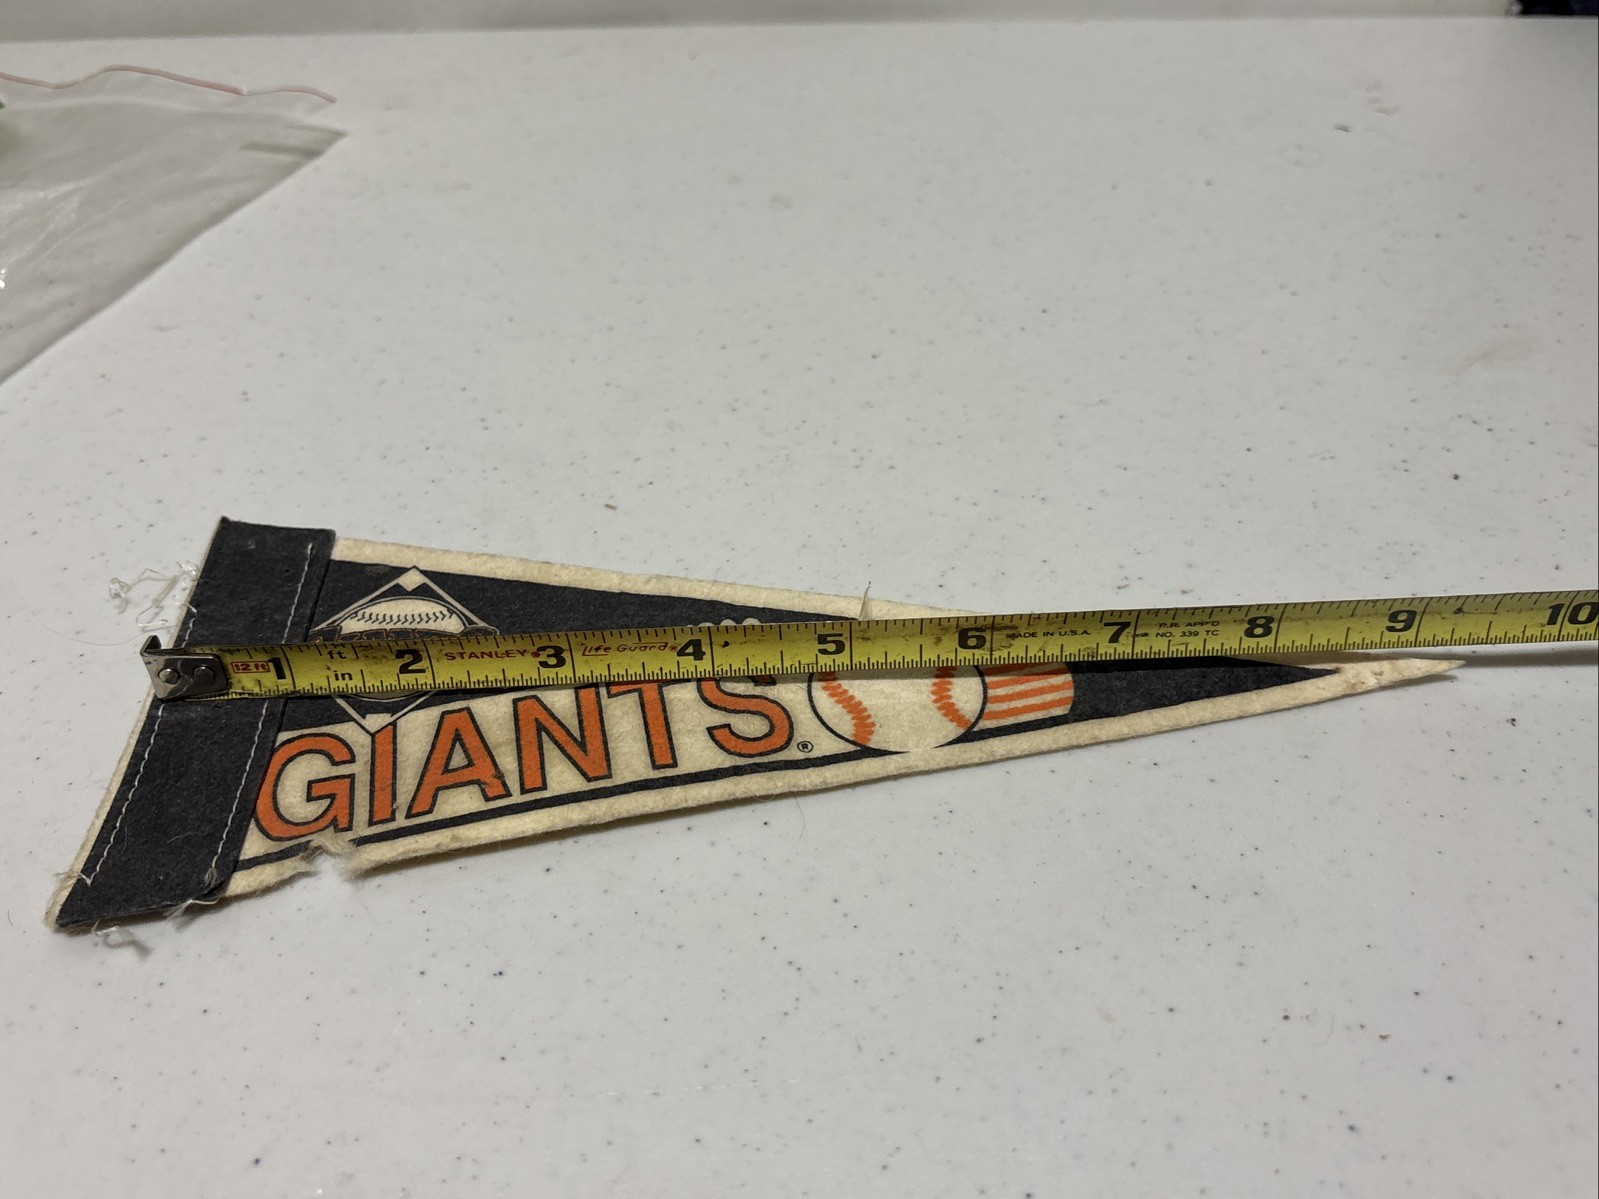 12 ft 1 ft in 2 STANLEY® 3 Life Guard® 4 5 6 MADE IN U.S.A. 7 P.R. APP'D 8 9 10
NO. 339 TC
GIANTS®